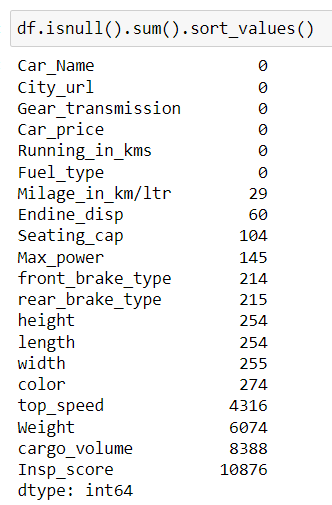 df.isnull().sum().sort_values()
Car_Name 0
City_url 0
Gear_transmission 0
Car_price 0
Running_in_kms 0
Fuel_type 0
Milage_in_km/ltr 29
Endine_disp 60
Seating_cap 104
Max_power 145
front_brake_type 214
rear_brake_type 215
height 254
length 254
width 255
color 274
top_speed 4316
Weight 6074
cargo_volume 8388
Insp_score 10876
dtype: int64